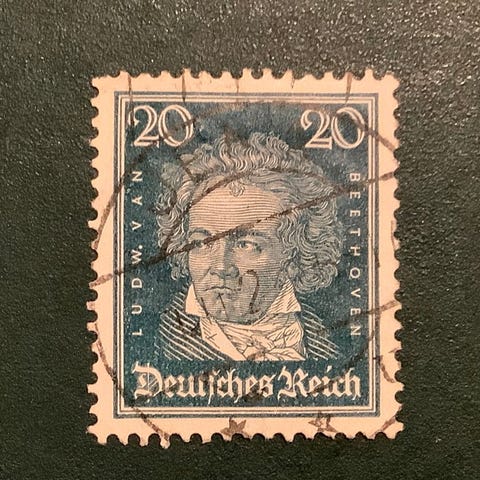 20 20
LUDW. VAN
BEETHOVEN
Deutsches Reich